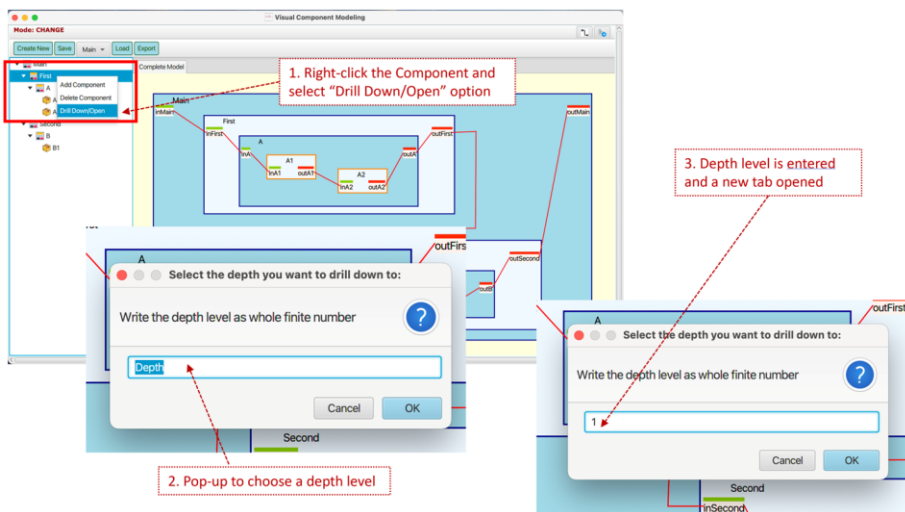 Visual Component Modeling
Mode: CHANGE
Create New Save Main Load Export
Main
First
A
A
A
Second
B
B1
Add Component
Delete Component
Drill Down/Open
Complete Model
1. Right-click the Component and
select “Drill Down/Open” option
Main
inMain
outMain
First
inFirst
outFirst
A
inA
outA
A1
inA1 outA1
A2
inA2 outA2
outSecond
outB
3. Depth level is entered
and a new tab opened
outFirs
A
Select the depth you want to drill down to:
Write the depth level as whole finite number
?
Depth
Cancel OK
Second
2. Pop-up to choose a depth level
outFirst
A
Select the depth you want to drill down to:
Write the depth level as whole finite number
?
1
Cancel OK
Second
inSecond